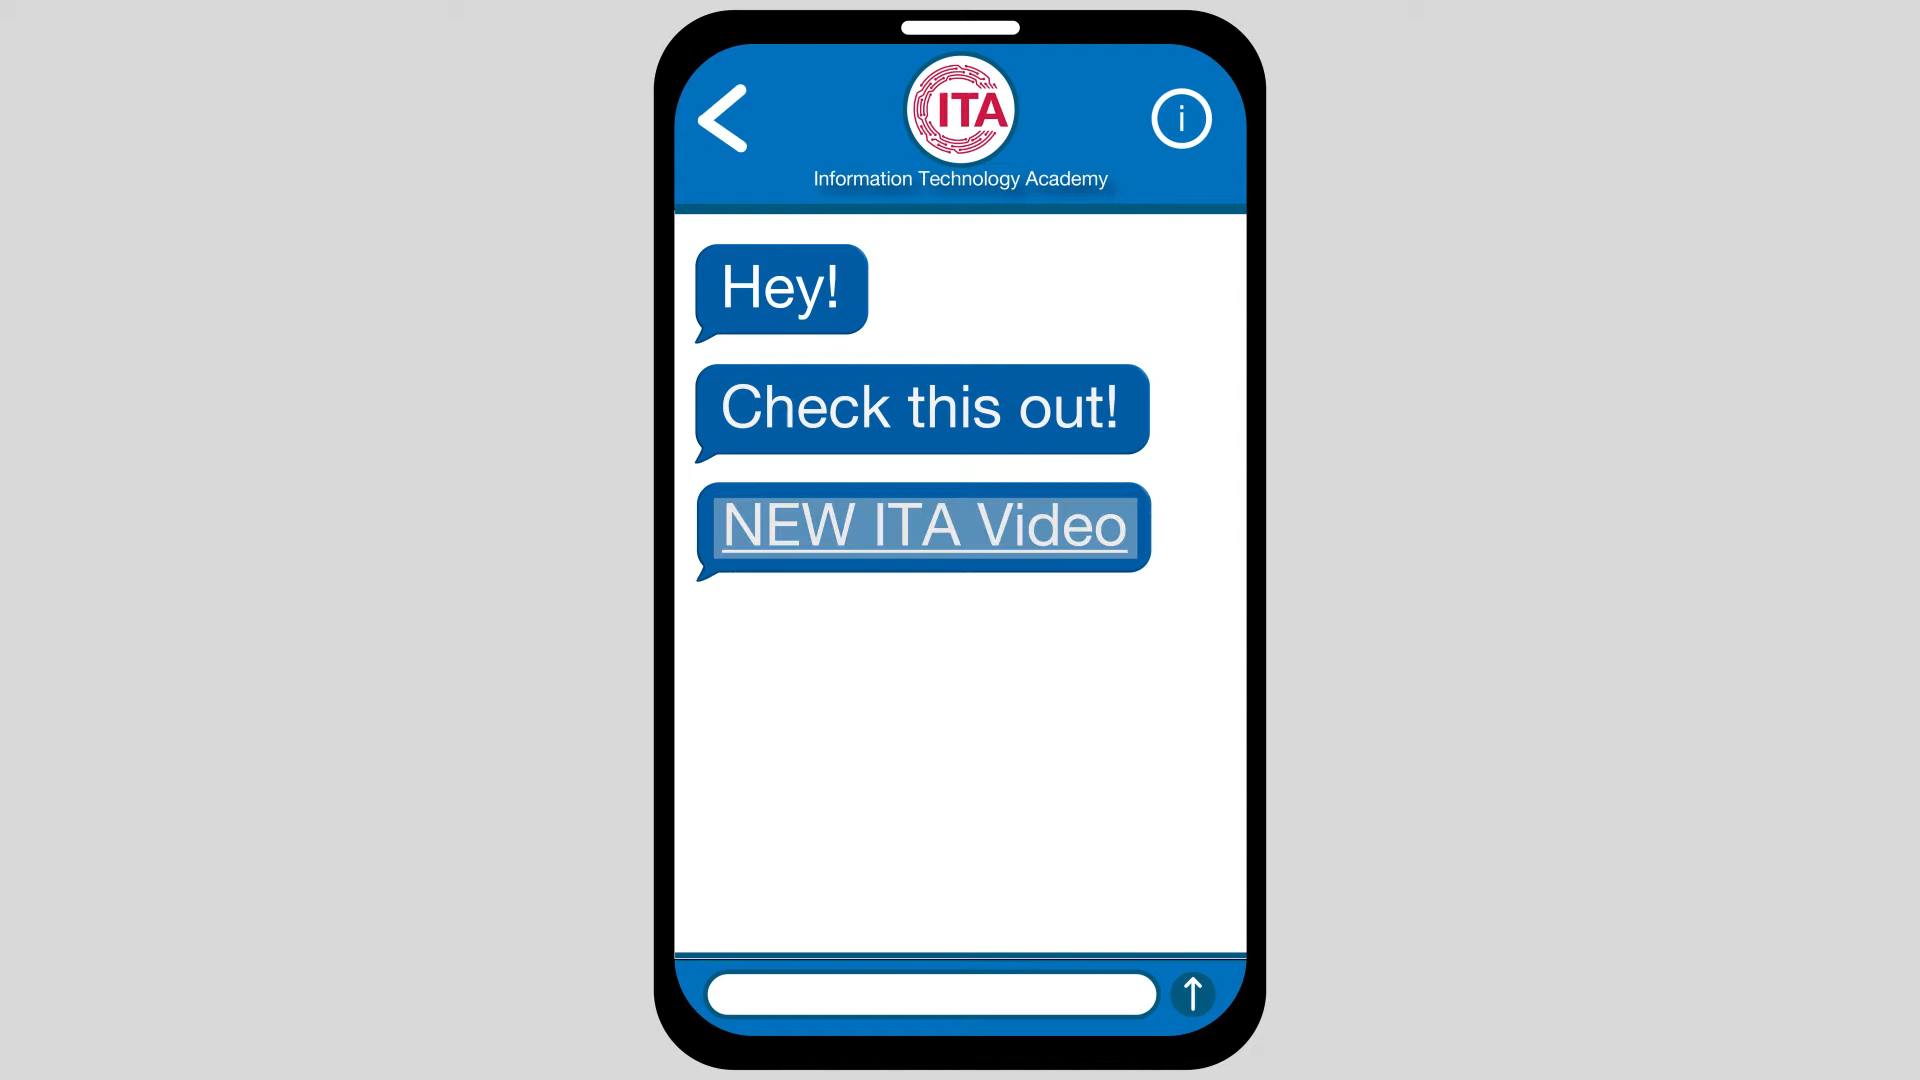 ITA
i
Information Technology Academy
Hey!
Check this out!
NEW ITA Video